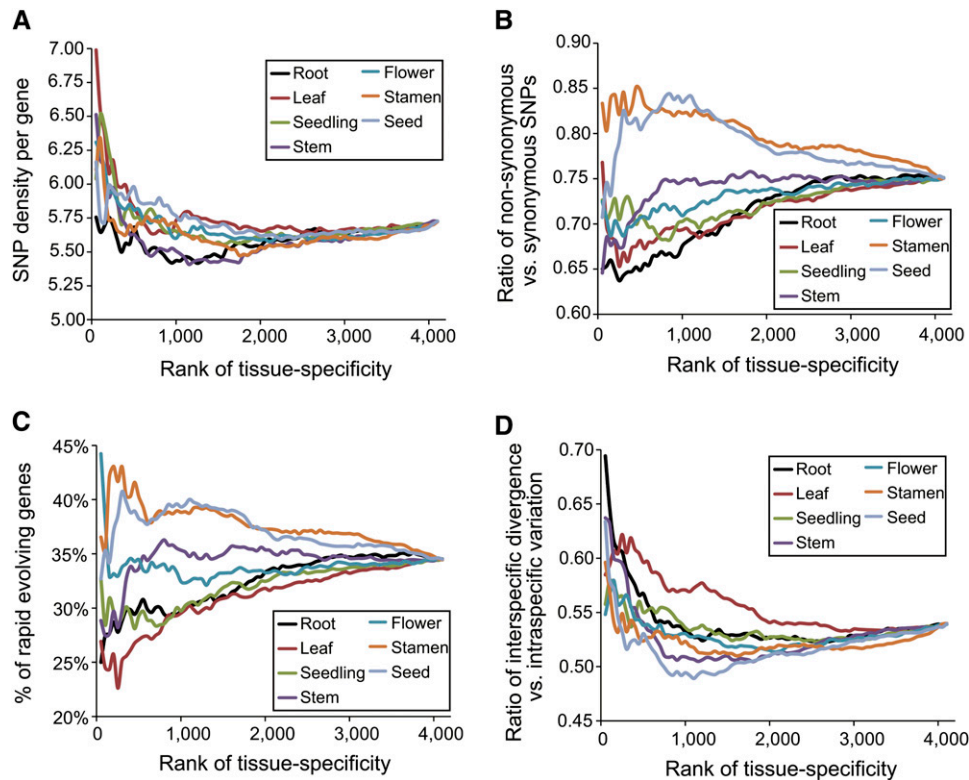 A
SNP density per gene
7.00
6.75
6.50
6.25
6.00
5.75
5.50
5.25
5.00
0
1,000
2,000
3,000
4,000
Rank of tissue-specificity
Root
Flower
Leaf
Stamen
Seedling
Seed
Stem
B
Ratio of non-synonymous
vs. synonymous SNPs
0.90
0.85
0.80
0.75
0.70
0.65
0.60
0
1,000
2,000
3,000
4,000
Rank of tissue-specificity
Root
Flower
Leaf
Stamen
Seedling
Seed
Stem
C
% of rapid evolving genes
45%
40%
35%
30%
25%
20%
0
1,000
2,000
3,000
4,000
Rank of tissue-specificity
Root
Flower
Leaf
Stamen
Seedling
Seed
Stem
D
Ratio of interspecific divergence
vs. intraspecific variation
0.70
0.65
0.60
0.55
0.50
0.45
0
1,000
2,000
3,000
4,000
Rank of tissue-specificity
Root
Flower
Leaf
Stamen
Seedling
Seed
Stem